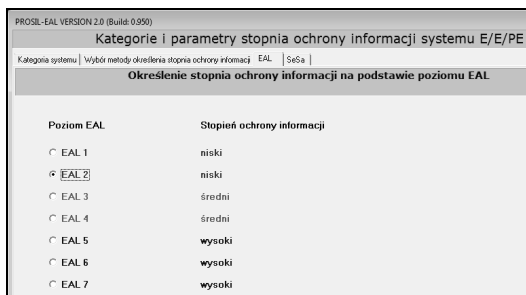 PROSIL-EAL VERSION 2.0 (Build: 0.950)
Kategorie i parametry stopnia ochrony informacji systemu E/E/PE
Kategoria systemu | Wybór metody określenia stopnia ochrony informacji EAL | SeSa |
Określenie stopnia ochrony informacji na podstawie poziomu EAL
Poziom EAL Stopień ochrony informacji
EAL 1 niski
EAL 2 niski
EAL 3 średni
EAL 4 średni
EAL 5 wysoki
EAL 6 wysoki
EAL 7 wysoki